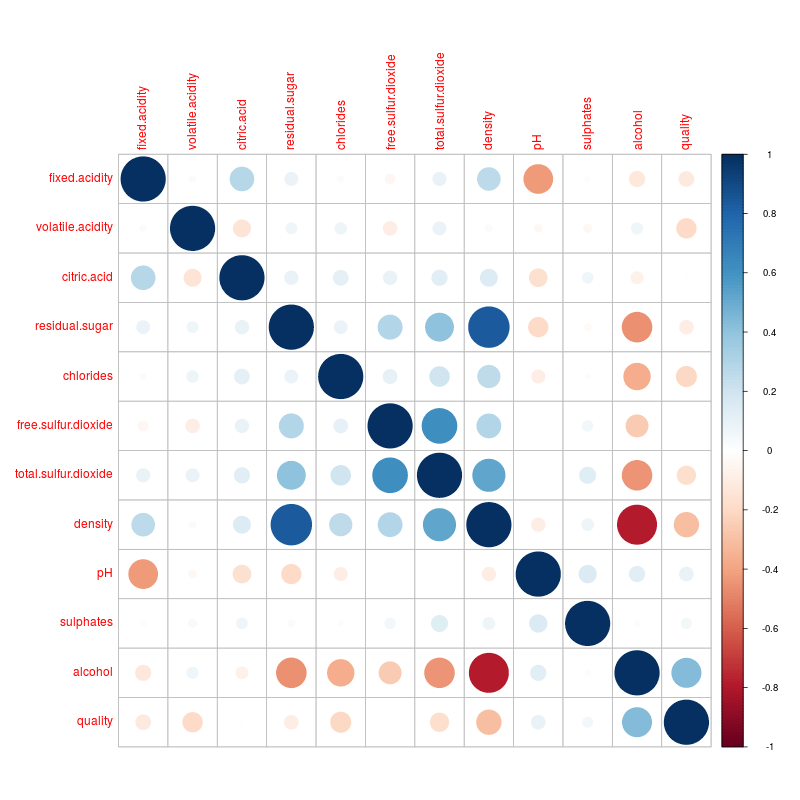 fixed.acidity
volatile.acidity
citric.acid
residual.sugar
chlorides
free.sulfur.dioxide
total.sulfur.dioxide
density
pH
sulphates
alcohol
quality
fixed.acidity
volatile.acidity
citric.acid
residual.sugar
chlorides
free.sulfur.dioxide
total.sulfur.dioxide
density
pH
sulphates
alcohol
quality
1
0.8
0.6
0.4
0.2
0
-0.2
-0.4
-0.6
-0.8
-1